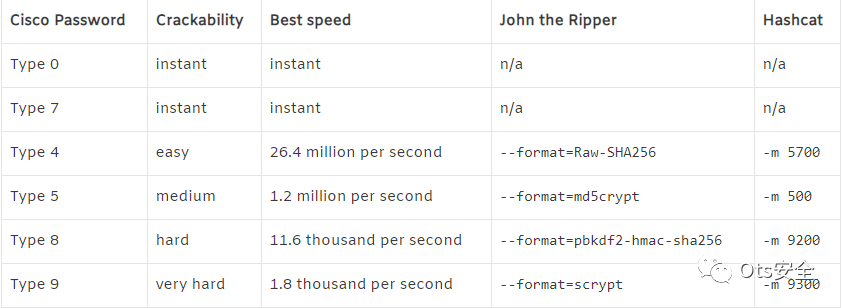 Cisco Password Crackability Best speed John the Ripper Hashcat
Type 0 instant instant n/a n/a
Type 7 instant instant n/a n/a
Type 4 easy 26.4 million per second --format=Raw-SHA256 -m 5700
Type 5 medium 1.2 million per second --format=md5crypt -m 500
Type 8 hard 11.6 thousand per second --format=pbkdf2-hmac-sha256 -m 9200
Type 9 very hard 1.8 thousand per second --format=scrypt -m 9300
Ots安全